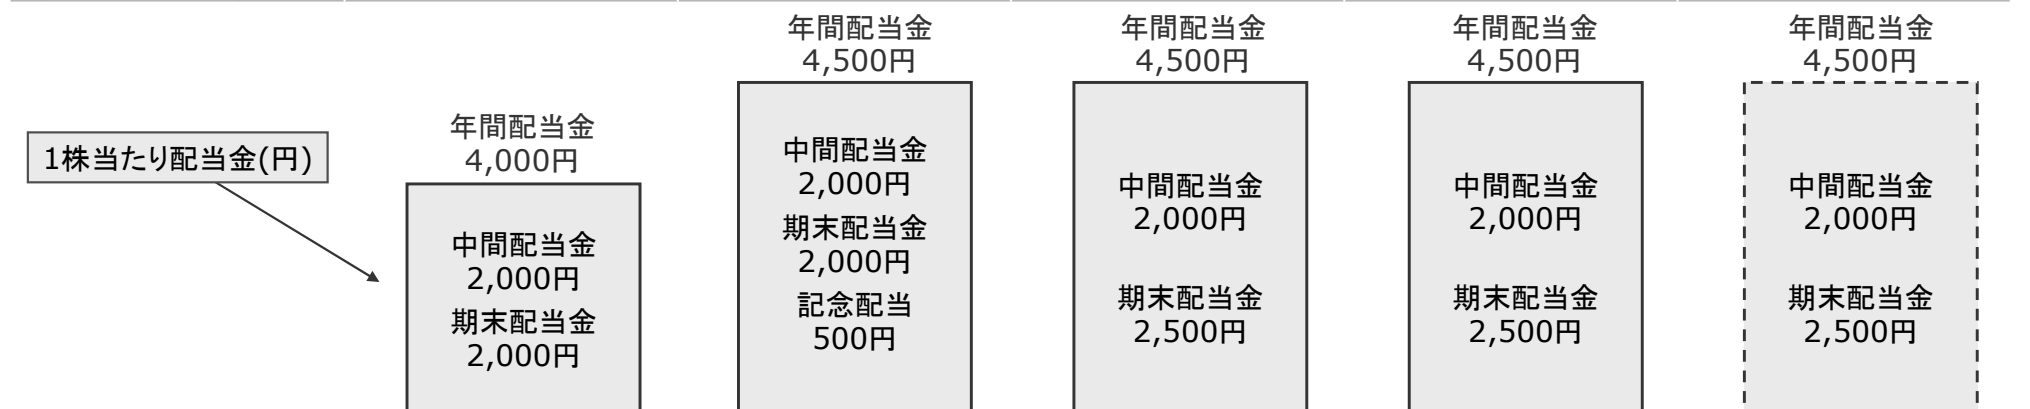 1株当たり配当金(円)
年間配当金
4,000円
中間配当金
2,000円
期末配当金
2,000円
年間配当金
4,500円
中間配当金
2,000円
期末配当金
2,000円
記念配当
500円
年間配当金
4,500円
中間配当金
2,000円
期末配当金
2,500円
年間配当金
4,500円
中間配当金
2,000円
期末配当金
2,500円
年間配当金
4,500円
中間配当金
2,000円
期末配当金
2,500円